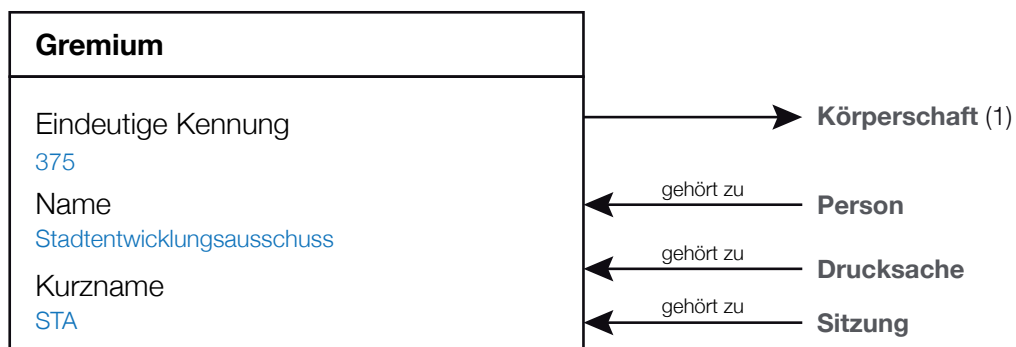 Gremium
Eindeutige Kennung
375
Name
Stadtentwicklungsausschuss
Kurzname
STA
Körperschaft (1)
gehört zu
Person
gehört zu
Drucksache
gehört zu
Sitzung